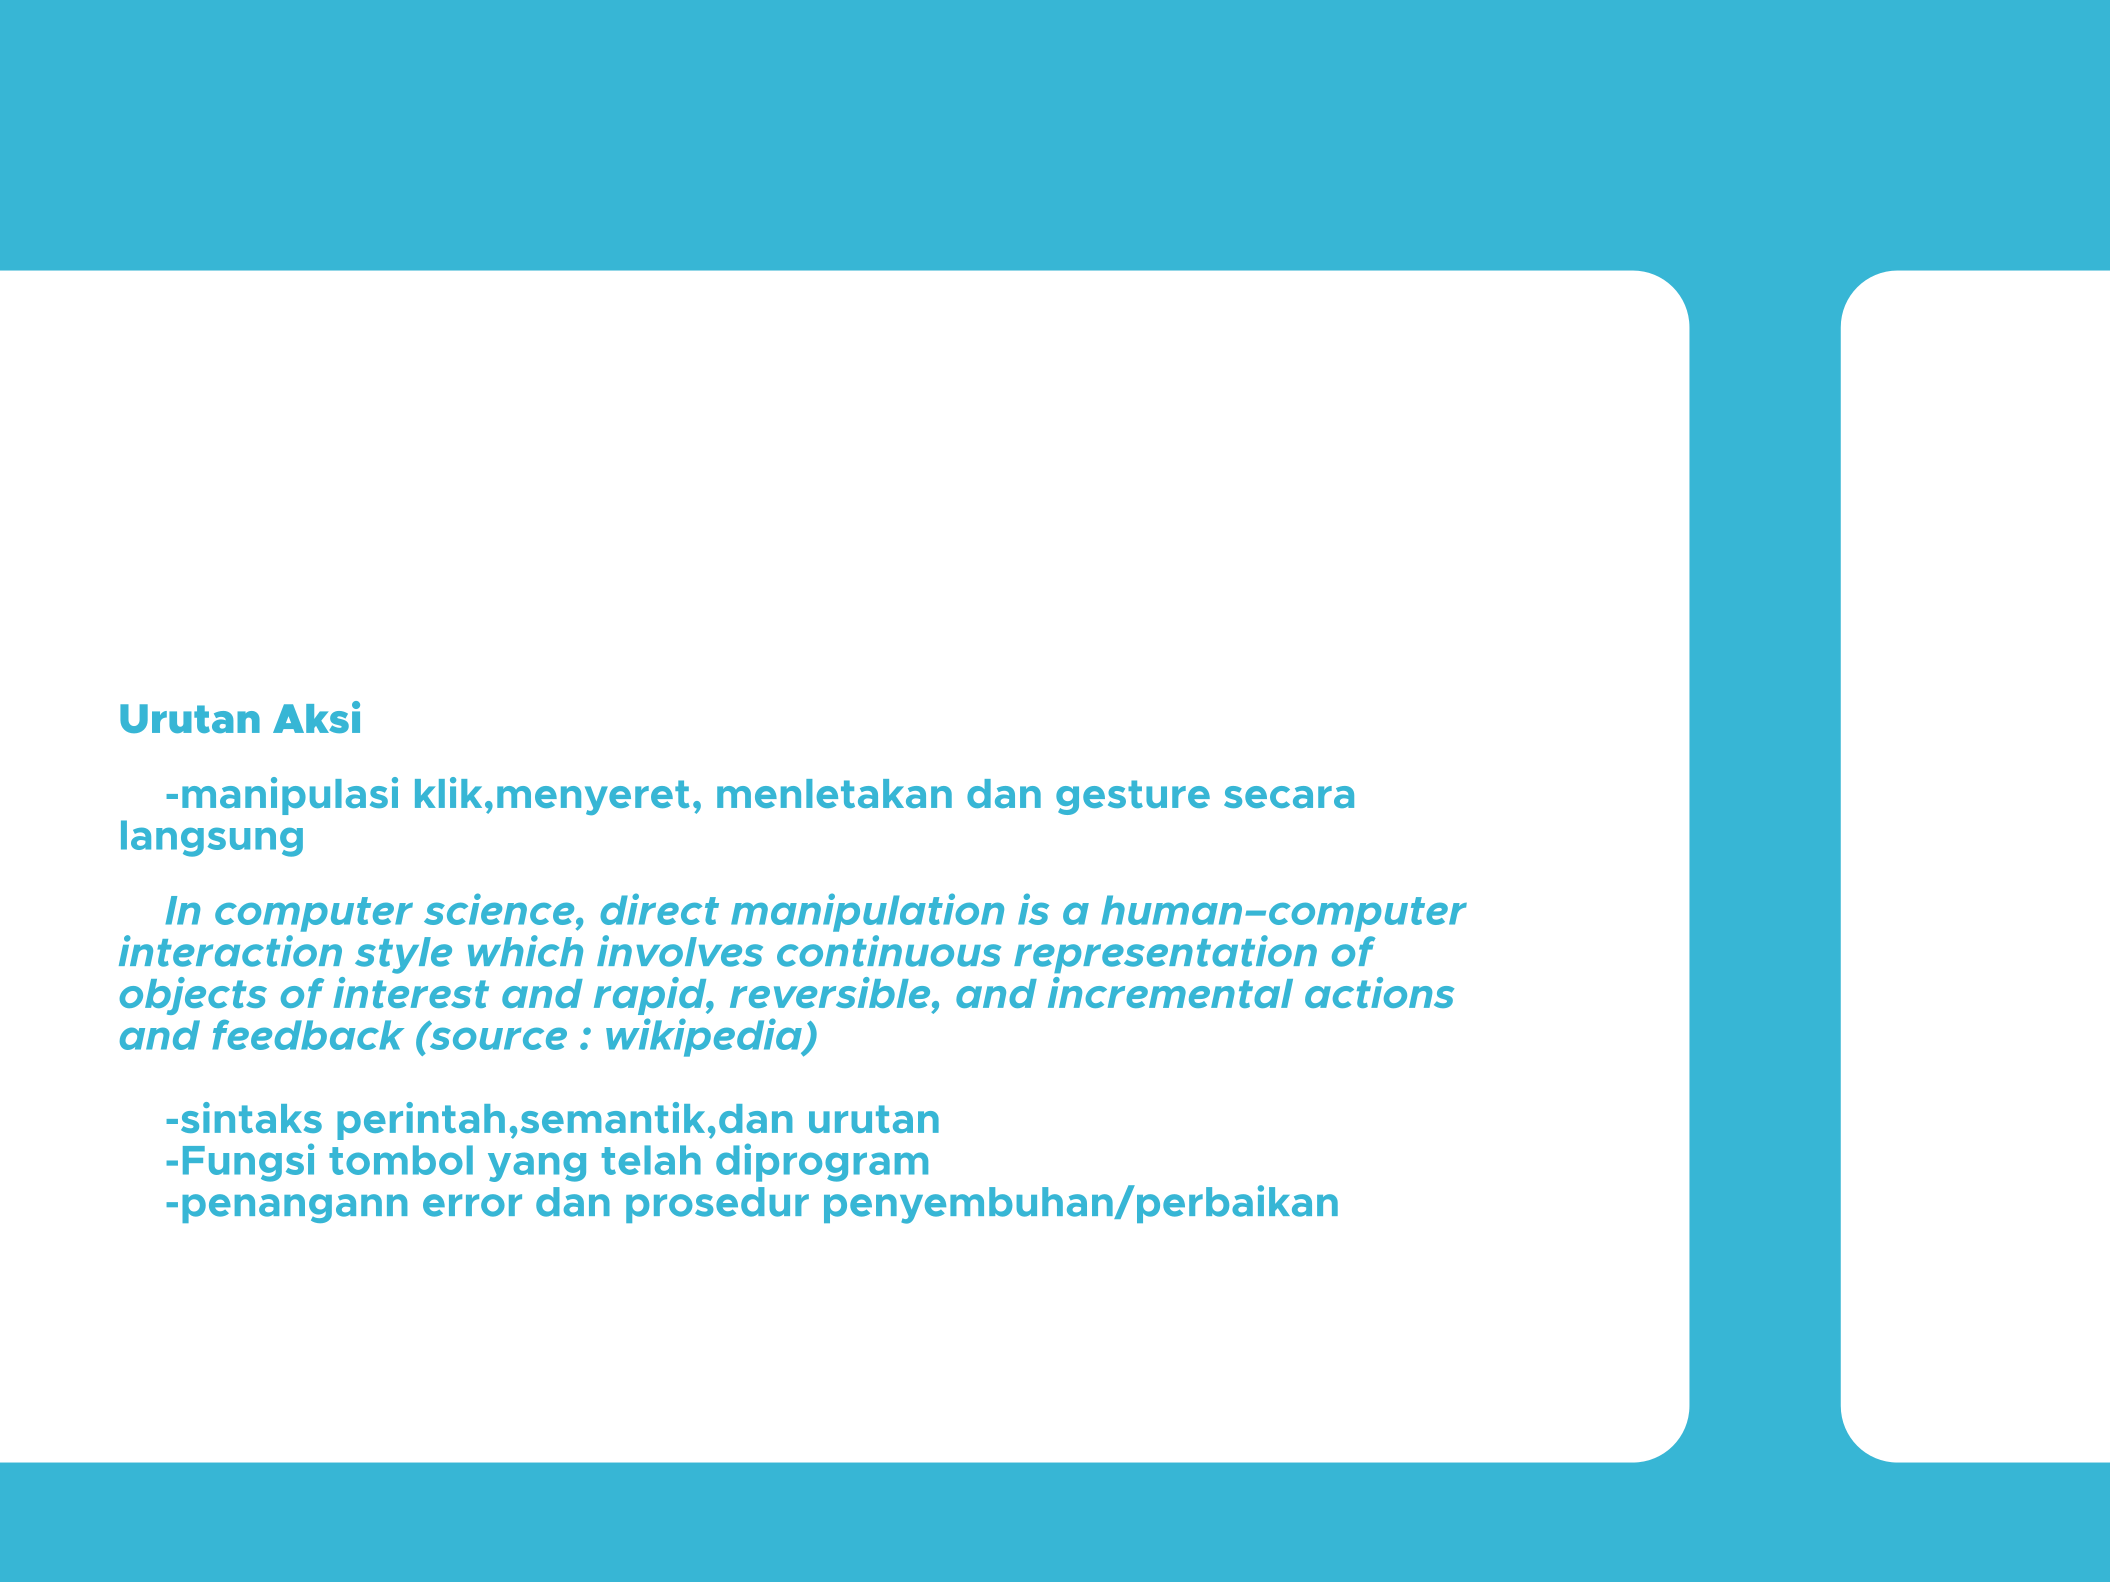 Urutan Aksi
-manipulasi klik,menyeret, menletakan dan gesture secara
langsung
In computer science, direct manipulation is a human–computer
interaction style which involves continuous representation of
objects of interest and rapid, reversible, and incremental actions
and feedback (source : wikipedia)
-sintaks perintah,semantik,dan urutan
-Fungsi tombol yang telah diprogram
-penangann error dan prosedur penyembuhan/perbaikan